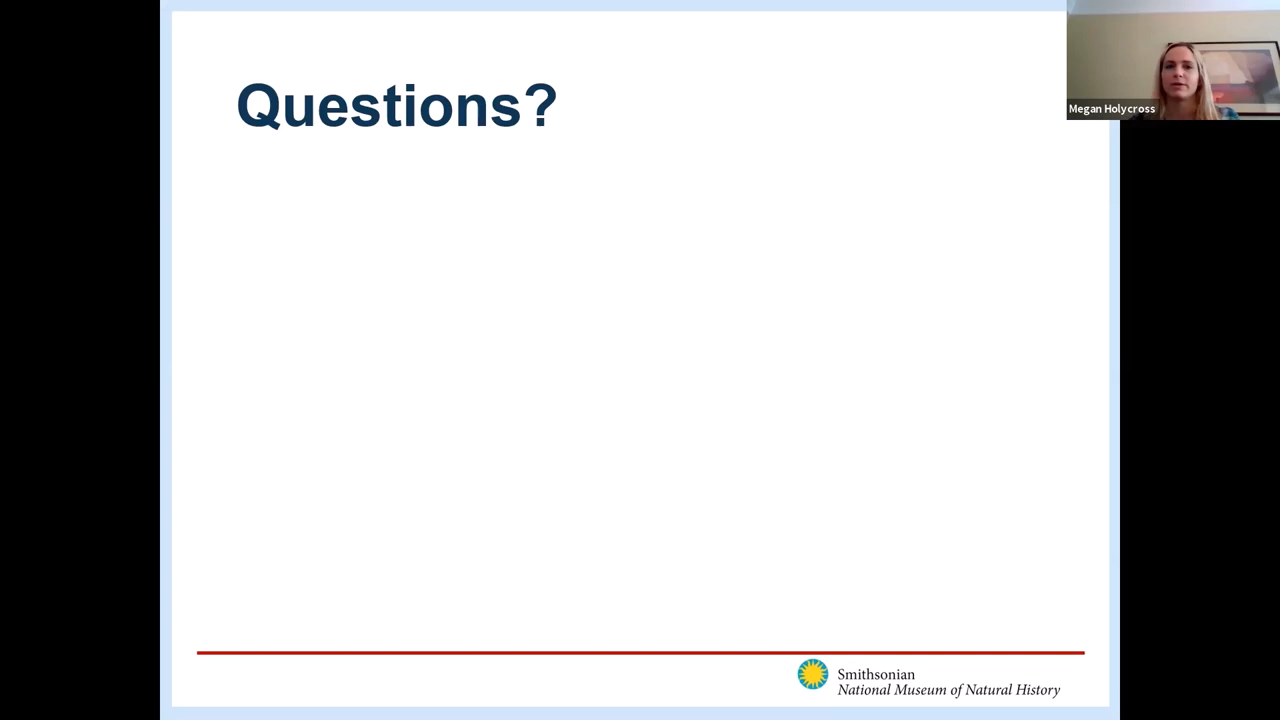 Questions?
Megan Holycross
Smithsonian
National Museum of Natural History